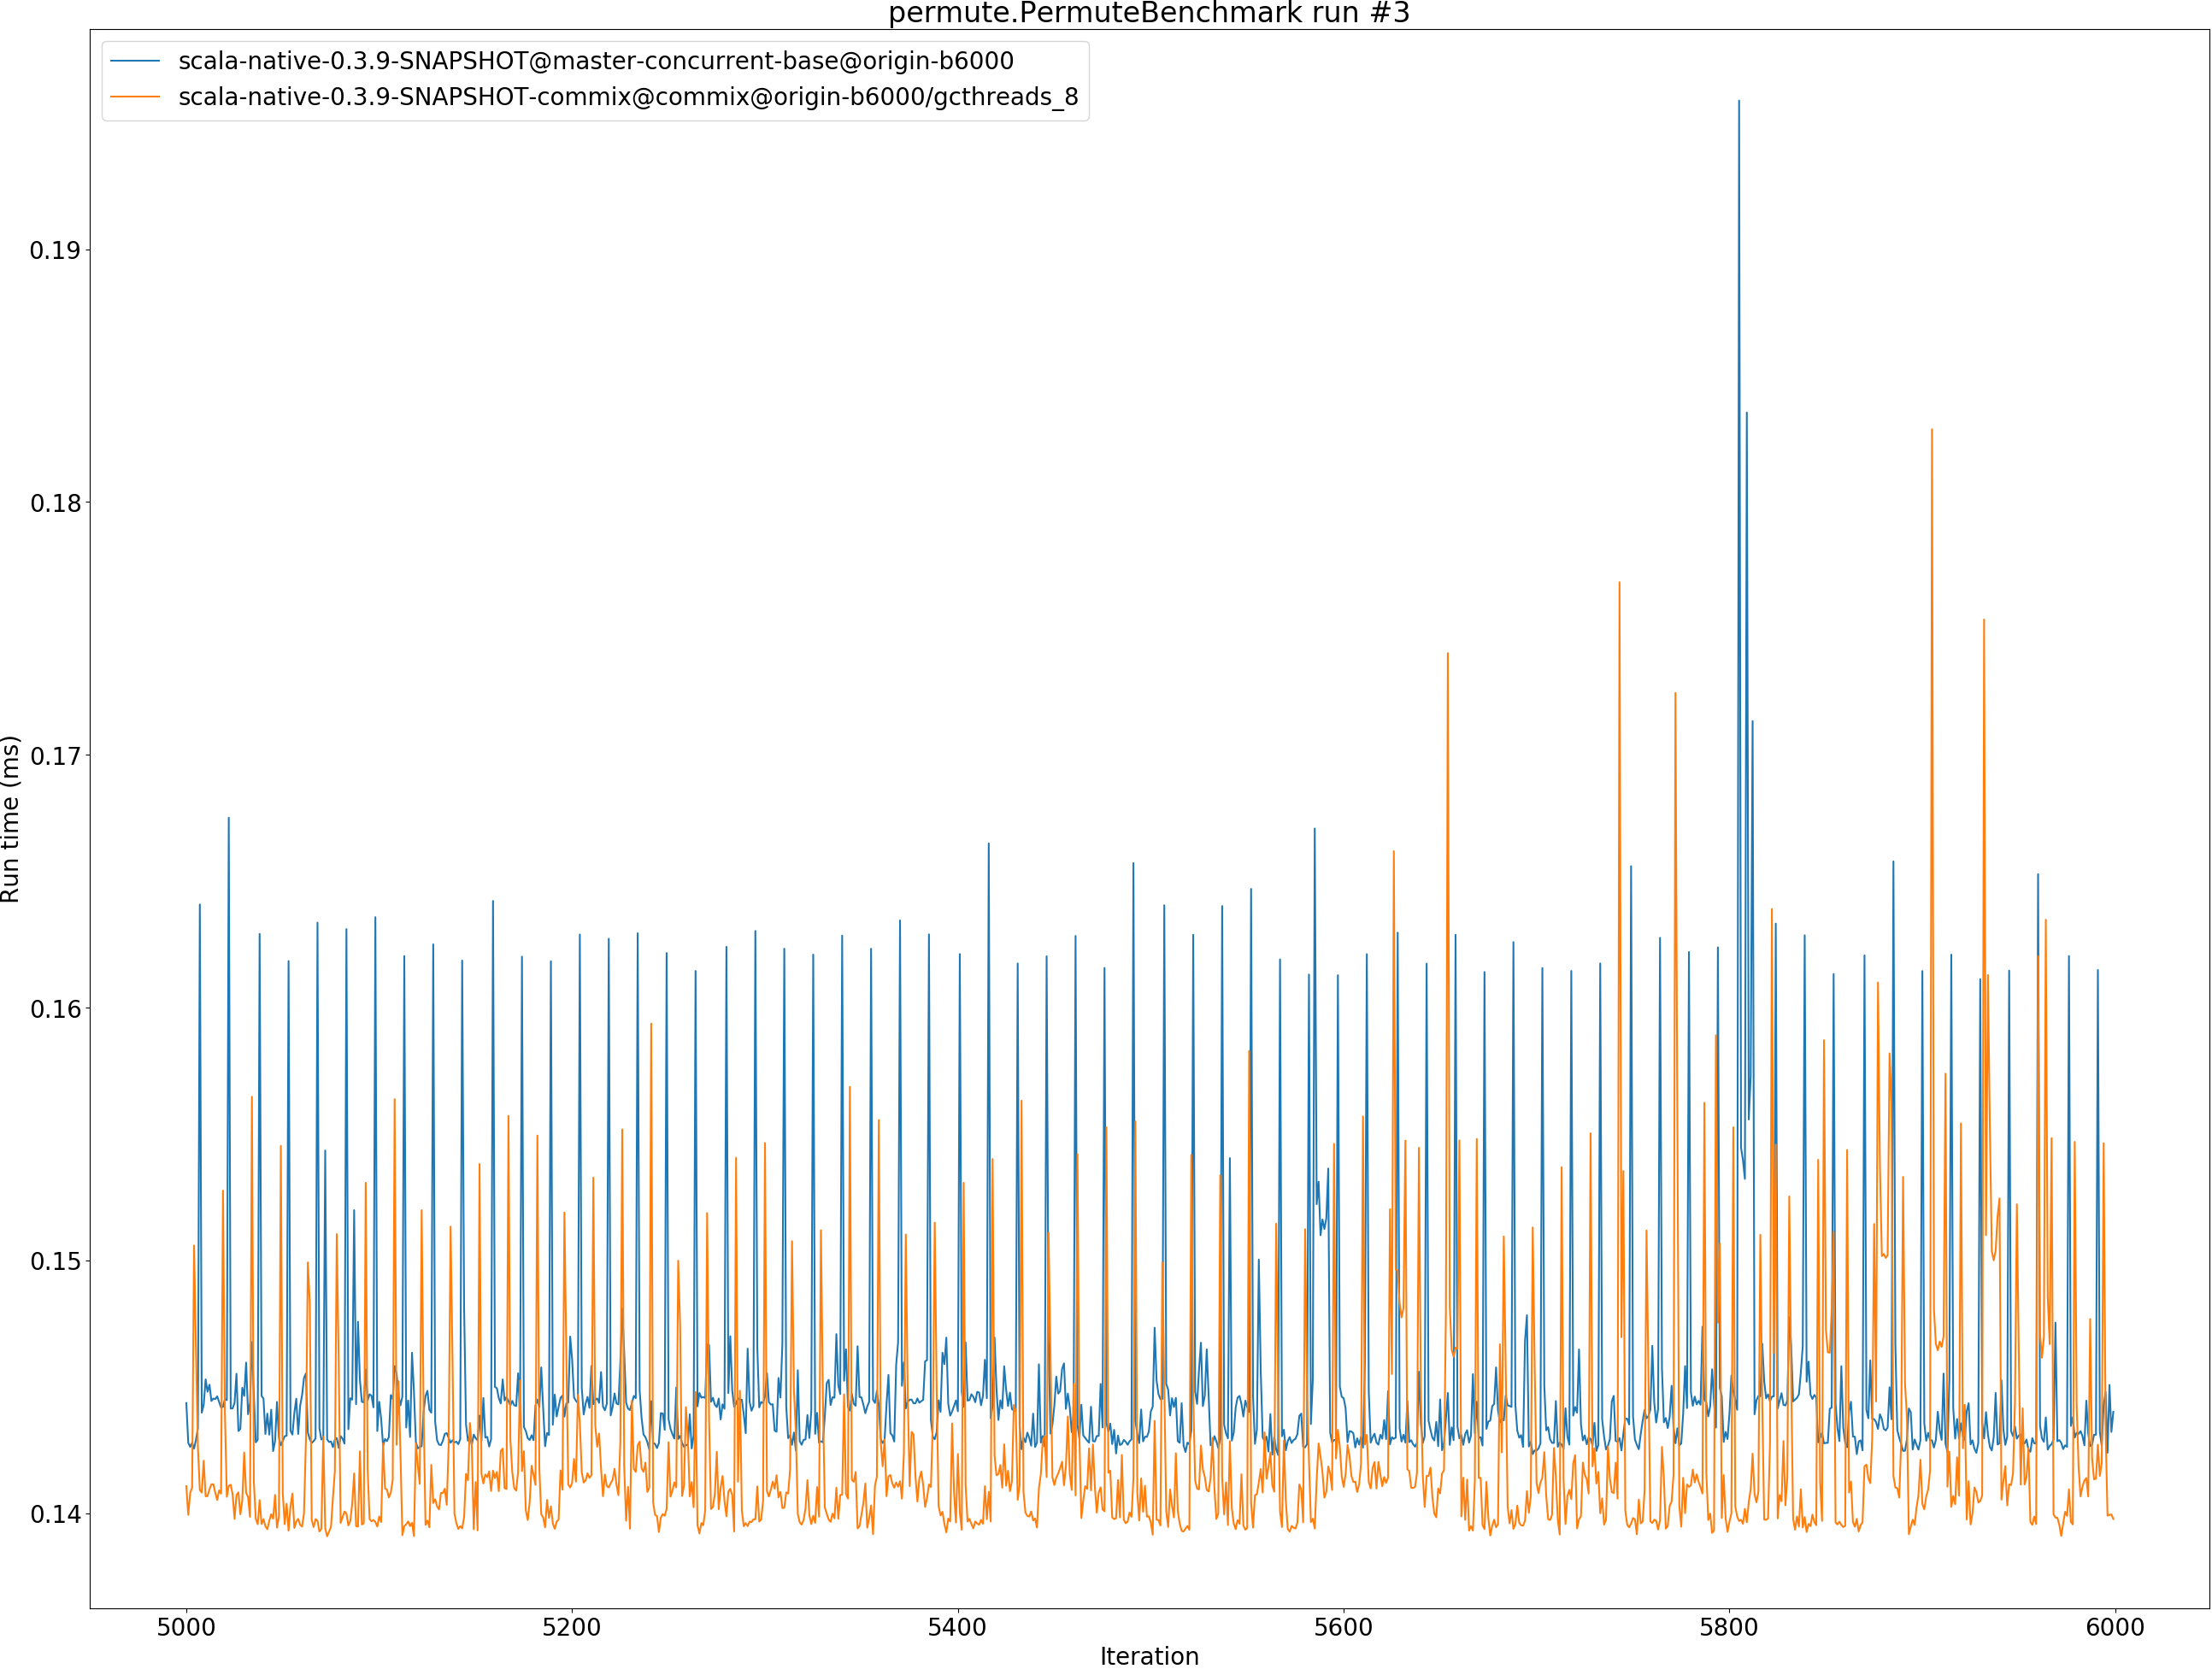 permute.PermuteBenchmark run #3
scala-native-0.3.9-SNAPSHOT@master-concurrent-base@origin-b6000
scala-native-0.3.9-SNAPSHOT-commix@commix@origin-b6000/gcthreads_8
0.19
0.18
0.17
0.16
0.15
0.14
Run time (ms)
5000 5200 5400 5600 5800 6000
Iteration